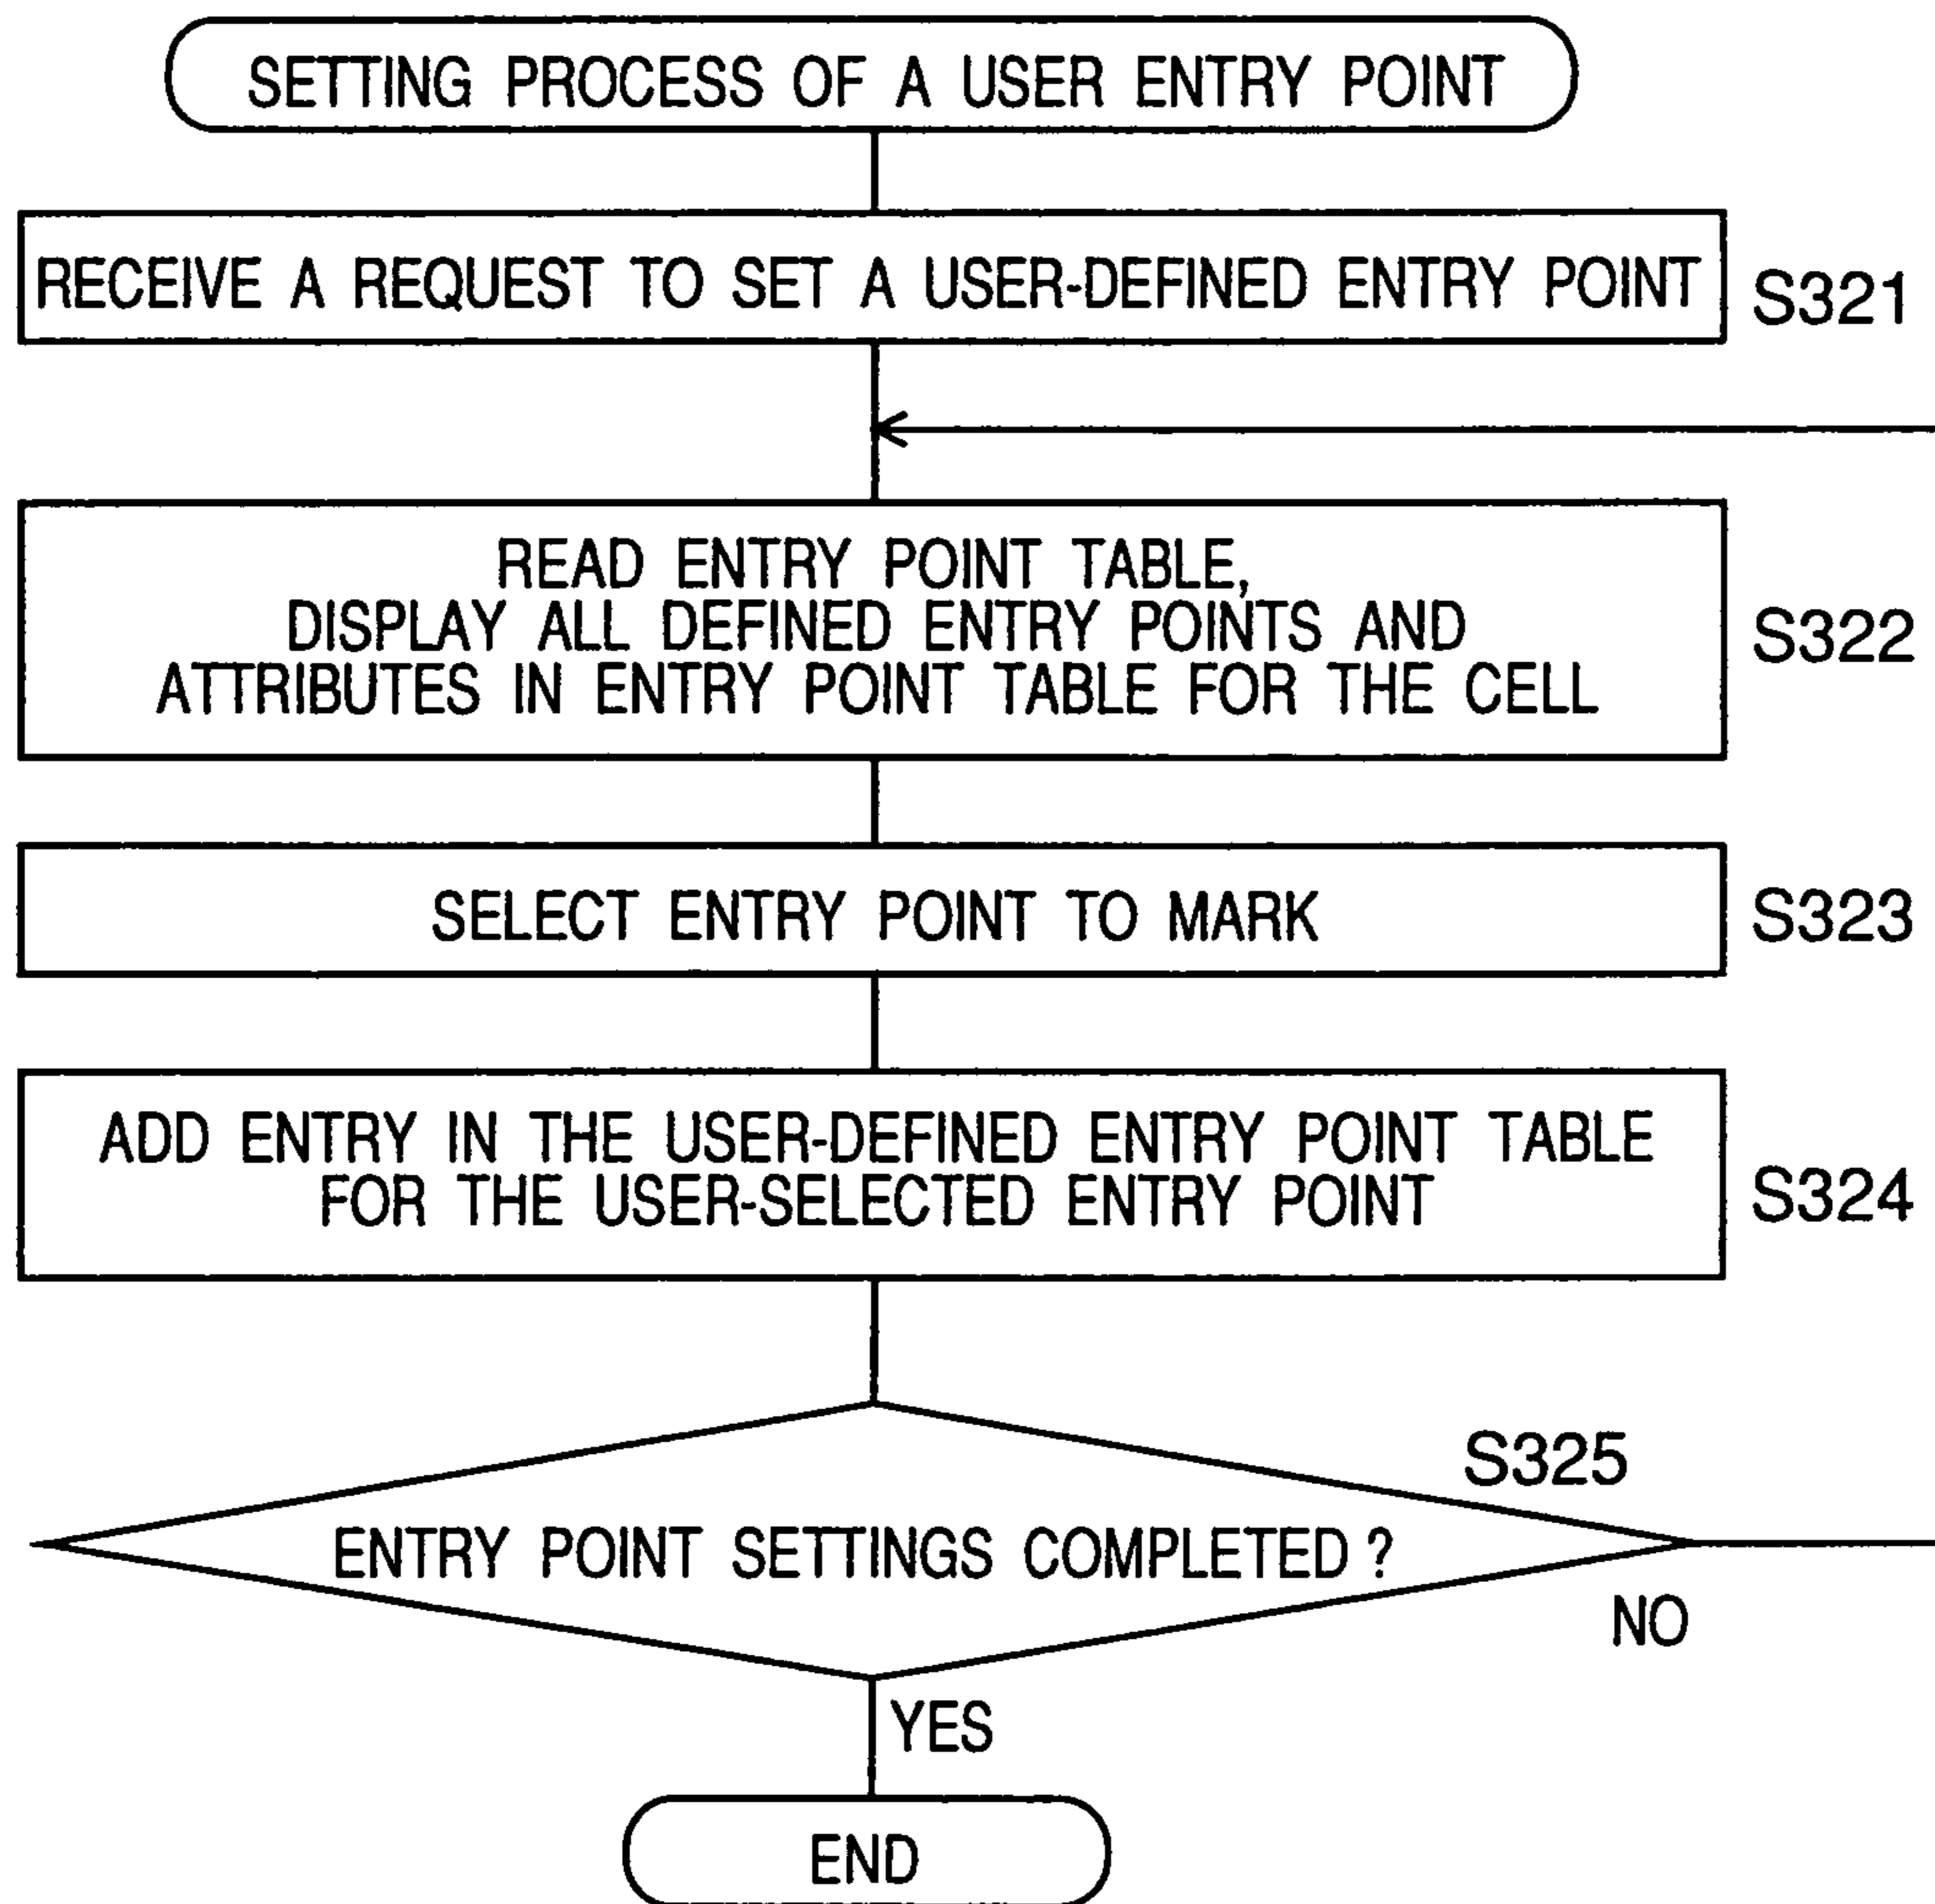 SETTING PROCESS OF A USER ENTRY POINT
RECEIVE A REQUEST TO SET A USER-DEFINED ENTRY POINT
S321
READ ENTRY POINT TABLE,
DISPLAY ALL DEFINED ENTRY POINTS AND
ATTRIBUTES IN ENTRY POINT TABLE FOR THE CELL
S322
SELECT ENTRY POINT TO MARK
S323
ADD ENTRY IN THE USER-DEFINED ENTRY POINT TABLE
FOR THE USER-SELECTED ENTRY POINT
S324
S325
ENTRY POINT SETTINGS COMPLETED ?
NO
YES
END